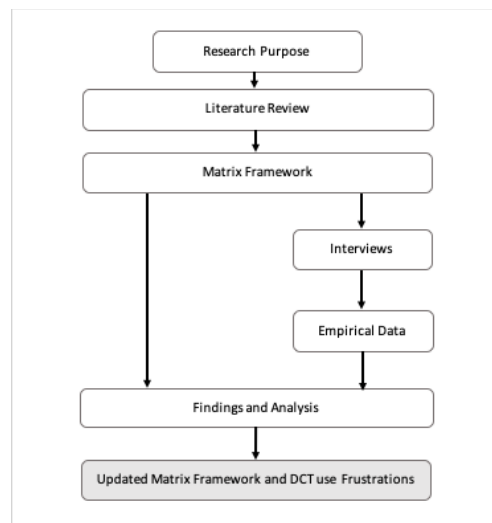 Research Purpose
Literature Review
Matrix Framework
Interviews
Empirical Data
Findings and Analysis
Updated Matrix Framework and DCT use Frustrations